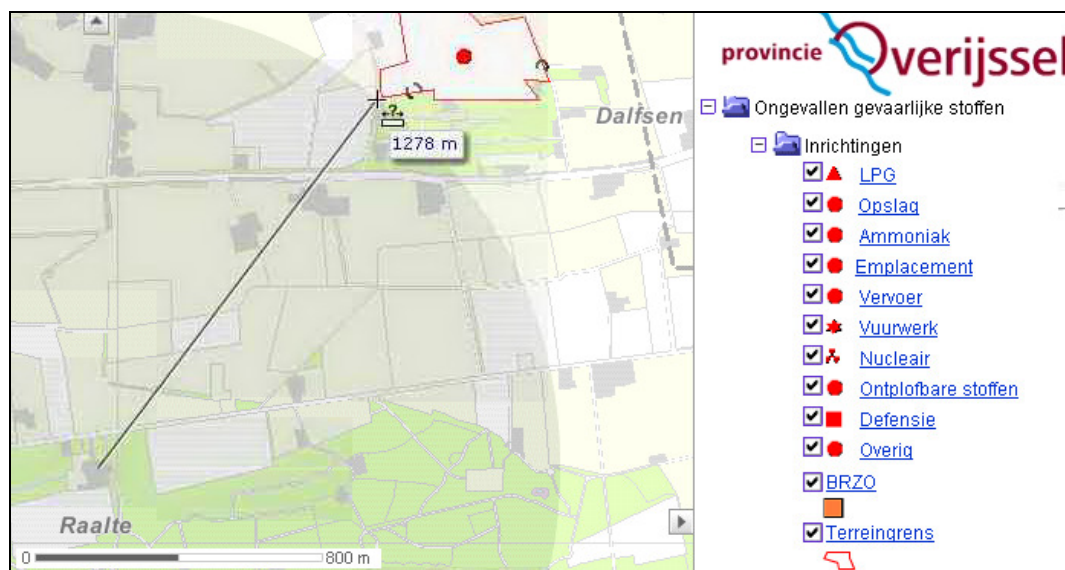 provincie Overijssel
Ongevallen gevaarlijke stoffen
Inrichtingen
LPG
Opslag
Ammoniak
Emplacement
Vervoer
Vuurwerk
Nucleair
Ontplofbare stoffen
Defensie
Overig
BRZO
Terreingrens
Dalfsen
?
1278 m
Raalte
0
800 m